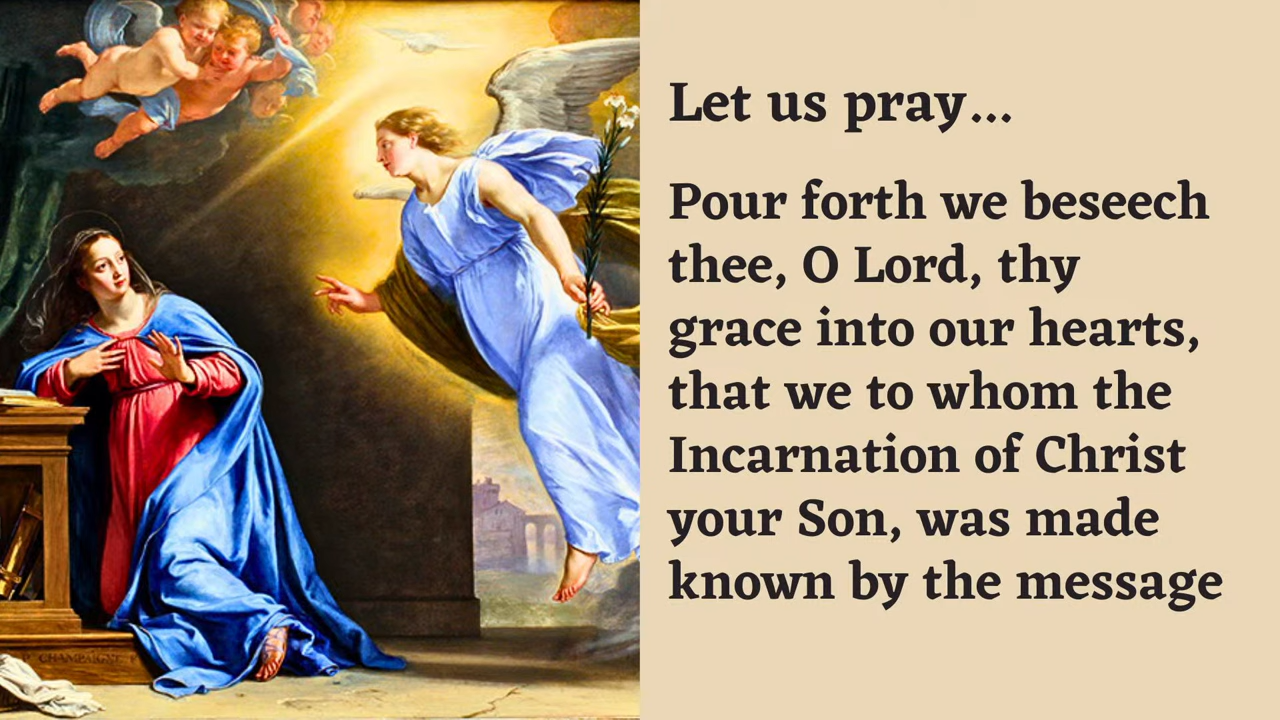 Let us pray...
Pour forth we beseech
thee, O Lord, thy
grace into our hearts,
that we to whom the
Incarnation of Christ
your Son, was made
known by the message
P. CHAMPAIGNE F